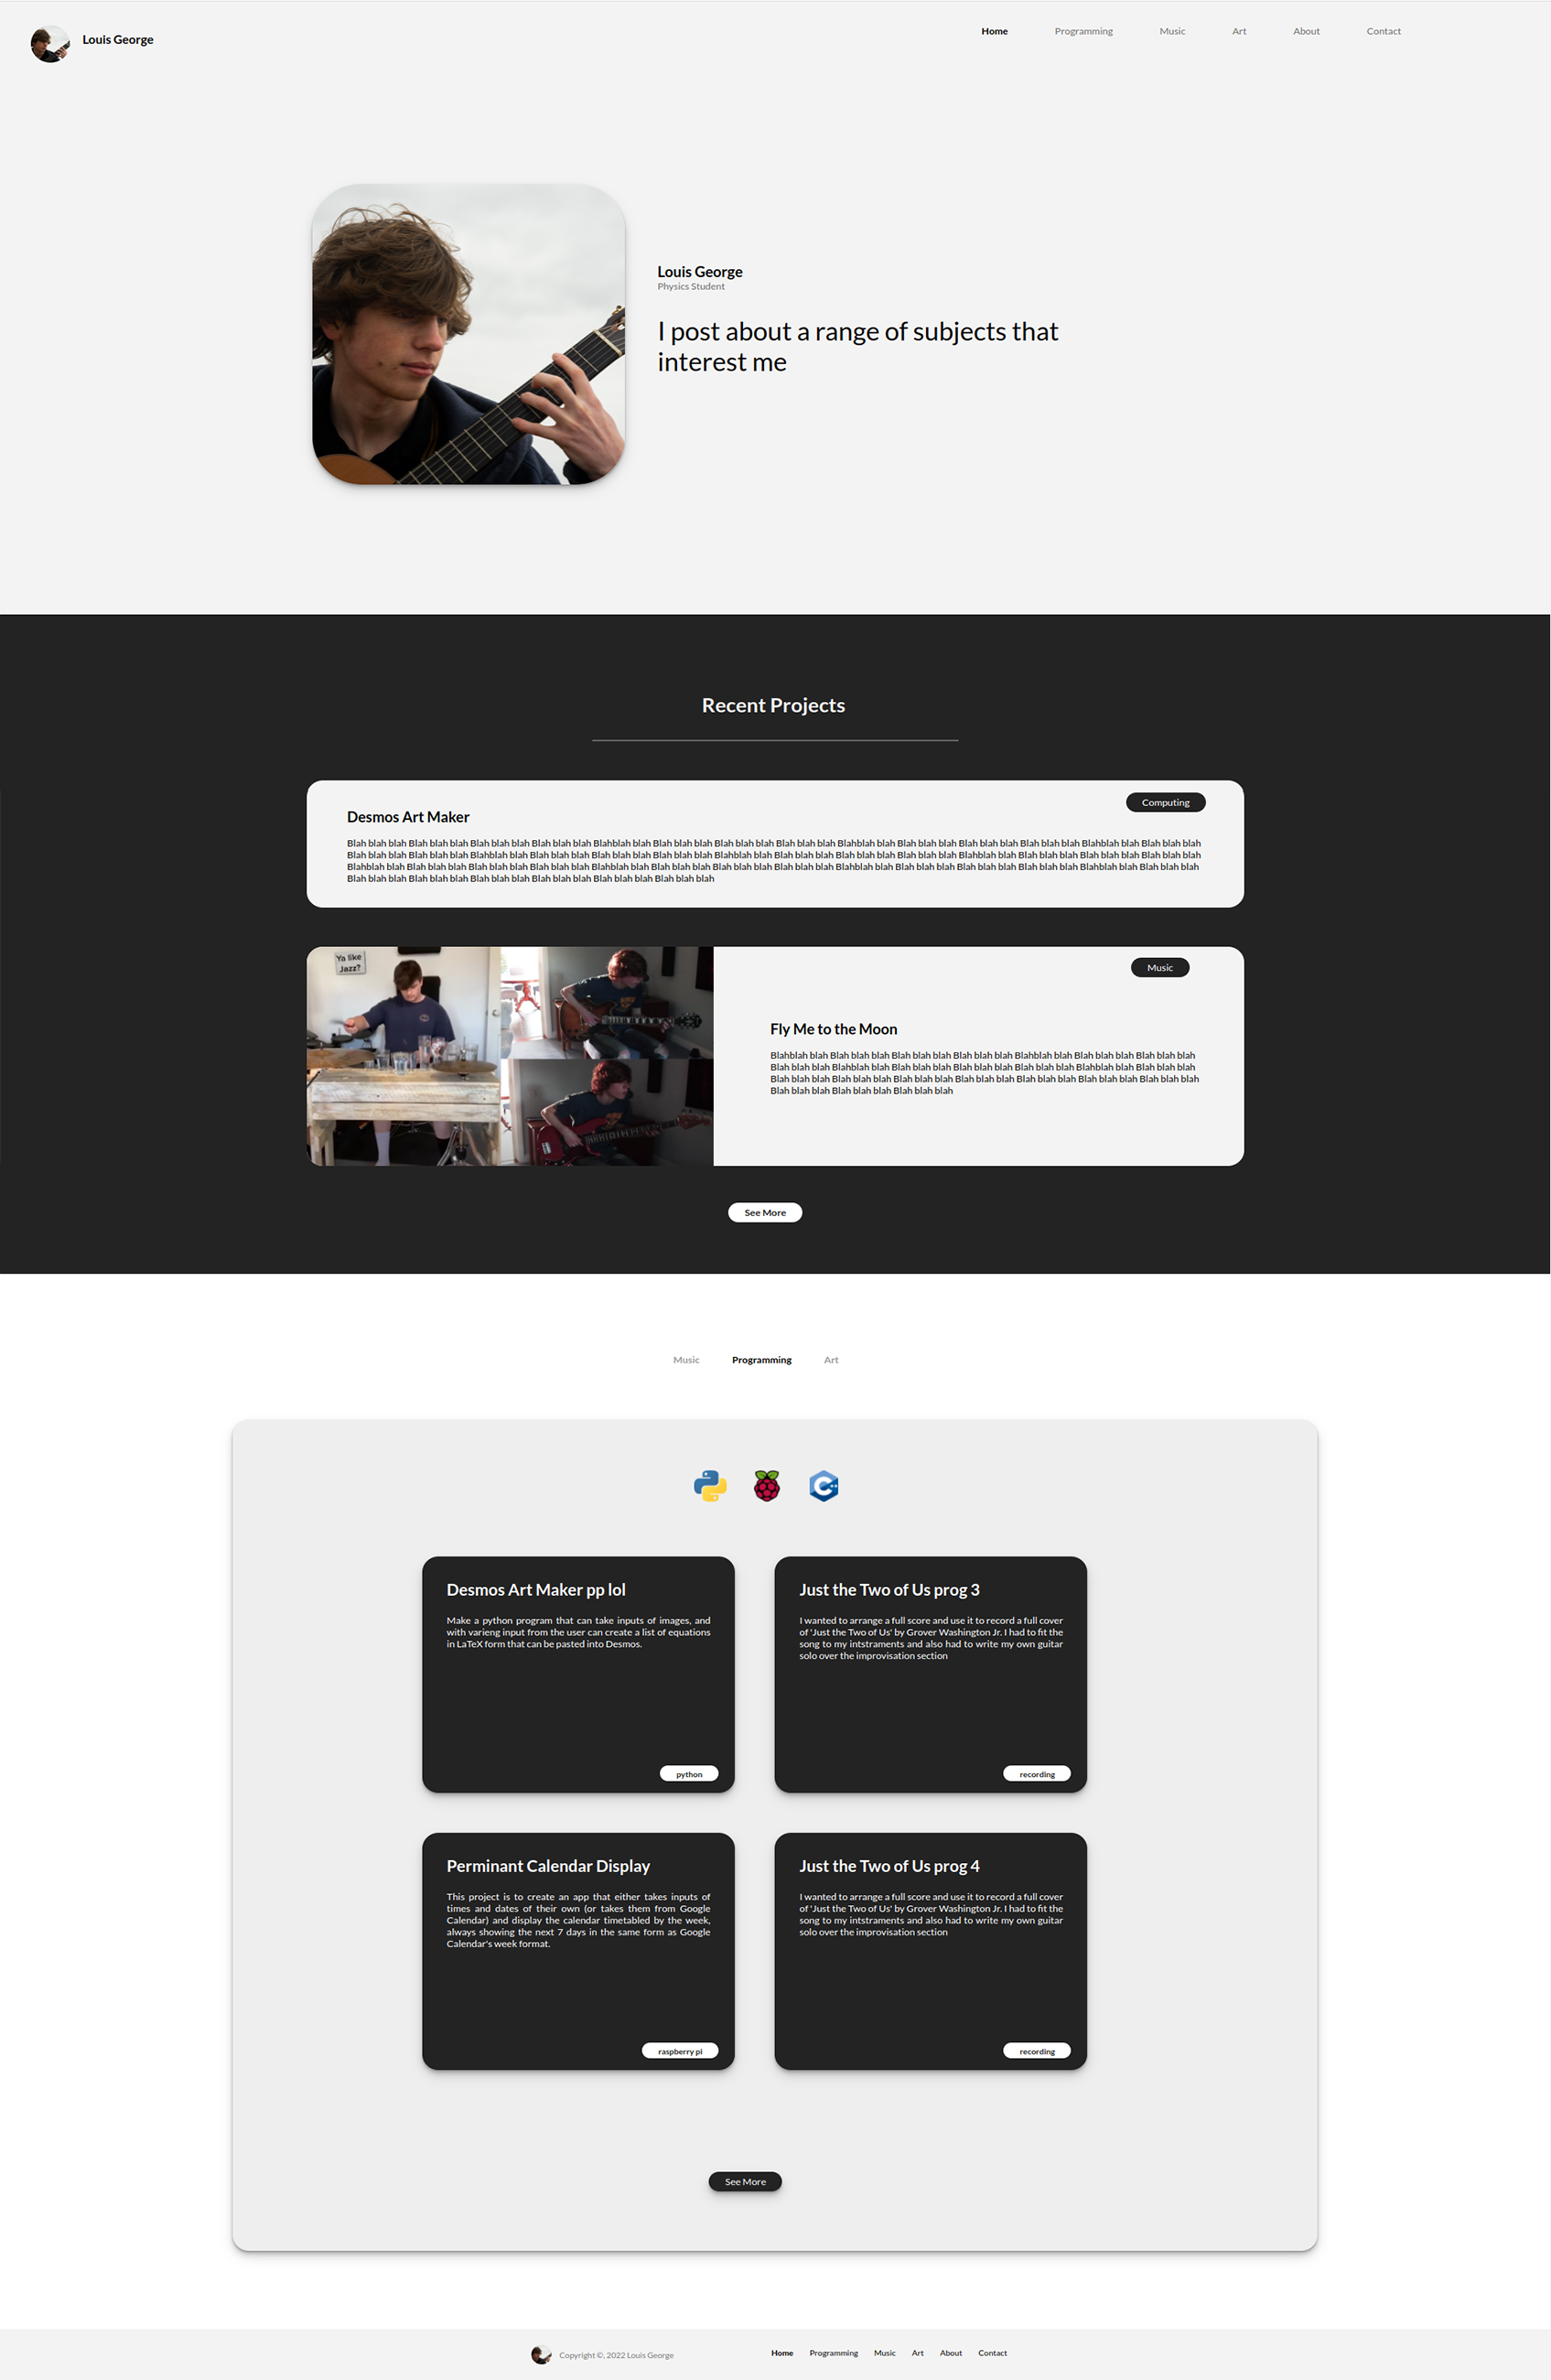 Louis George
Home Programming Music Art About Contact
Louis George
Physics Student
I post about a range of subjects that
interest me
Recent Projects
Computing
Desmos Art Maker
Blah blah blah Blah blah blah Blah blah blah Blah blah blah Blahblah blah Blah blah blah Blah blah blah Blah blah blah Blahblah blah Blah blah blah Blah blah blah Blah blah blah Blahblah blah Blah blah blah
Blah blah blah Blah blah blah Blahblah blah Blah blah blah Blah blah blah Blah blah blah Blahblah blah Blah blah blah Blah blah blah Blah blah blah Blahblah blah Blah blah blah Blah blah blah Blah blah blah
Blahblah blah Blah blah blah Blah blah blah Blah blah blah Blahblah blah Blah blah blah Blah blah blah Blah blah blah Blahblah blah Blah blah blah Blah blah blah Blah blah blah Blahblah blah Blah blah blah
Blah blah blah Blah blah blah Blah blah blah Blah blah blah Blah blah blah Blah blah blah
Ya like
Jazz?
Music
Fly Me to the Moon
Blahblah blah Blah blah blah Blah blah blah Blah blah blah Blahblah blah Blah blah blah Blah blah blah
Blah blah blah Blahblah blah Blah blah blah Blah blah blah Blah blah blah Blahblah blah Blah blah blah
Blah blah blah Blah blah blah Blah blah blah Blah blah blah Blah blah blah Blah blah blah Blah blah blah
Blah blah blah Blah blah blah Blah blah blah
See More
Music Programming Art
Desmos Art Maker pp lol
Make a python program that can take inputs of images, and
with varieng input from the user can create a list of equations
in LaTeX form that can be pasted into Desmos.
python
Just the Two of Us prog 3
I wanted to arrange a full score and use it to record a full cover
of 'Just the Two of Us' by Grover Washington Jr. I had to fit the
song to my intstraments and also had to write my own guitar
solo over the improvisation section
recording
Perminant Calendar Display
This project is to create an app that either takes inputs of
times and dates of their own (or takes them from Google
Calendar) and display the calendar timetabled by the week,
always showing the next 7 days in the same form as Google
Calendar's week format.
raspberry pi
Just the Two of Us prog 4
I wanted to arrange a full score and use it to record a full cover
of 'Just the Two of Us' by Grover Washington Jr. I had to fit the
song to my intstraments and also had to write my own guitar
solo over the improvisation section
recording
See More
Copyright ©, 2022 Louis George
Home Programming Music Art About Contact